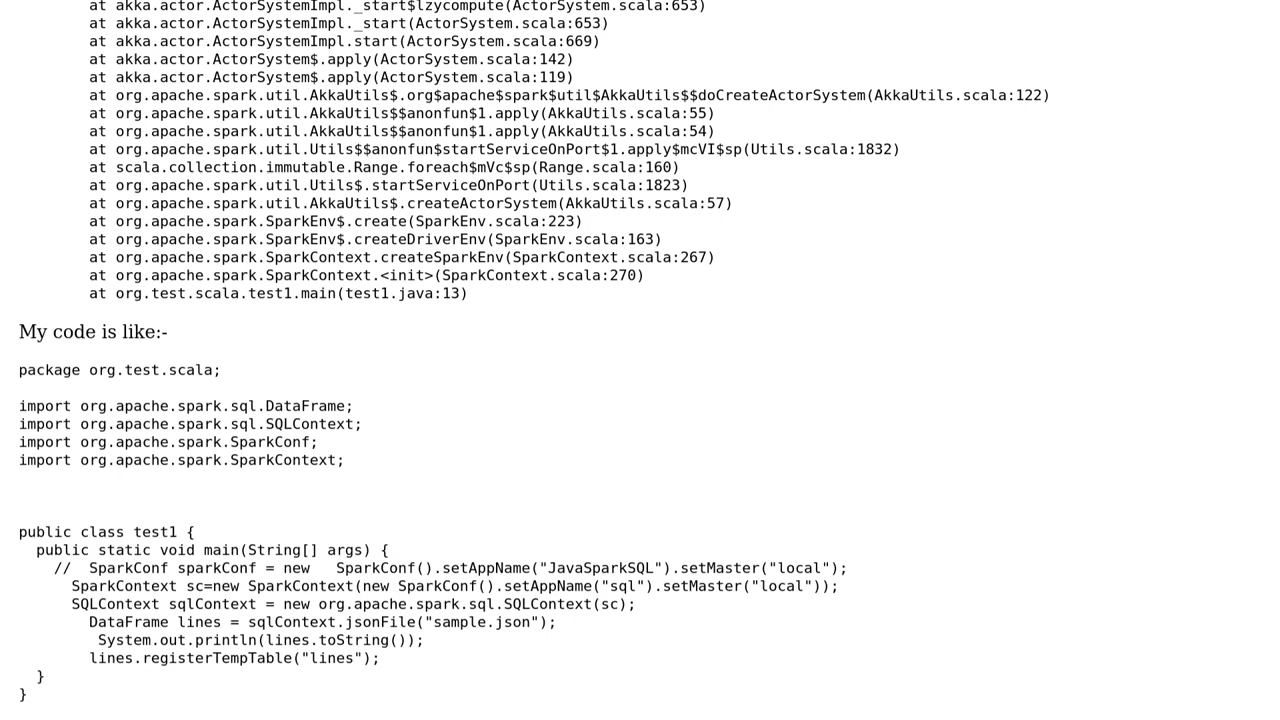 at akka.actor.ActorSystemImpl._start$lzycompute(ActorSystem.scala:653)
at akka.actor.ActorSystemImpl._start(ActorSystem.scala:653)
at akka.actor.ActorSystemImpl.start(ActorSystem.scala:669)
at akka.actor.ActorSystem$.apply(ActorSystem.scala:142)
at akka.actor.ActorSystem$.apply(ActorSystem.scala:119)
at org.apache.spark.util.AkkaUtils$.org$apache$spark$util$AkkaUtils$$doCreateActorSystem(AkkaUtils.scala:122)
at org.apache.spark.util.AkkaUtils$$anonfun$1.apply(AkkaUtils.scala:55)
at org.apache.spark.util.AkkaUtils$$anonfun$1.apply(AkkaUtils.scala:54)
at org.apache.spark.util.Utils$$anonfun$startServiceOnPort$1.apply$mcVI$sp(Utils.scala:1832)
at scala.collection.immutable.Range.foreach$mVc$sp(Range.scala:160)
at org.apache.spark.util.Utils$.startServiceOnPort(Utils.scala:1823)
at org.apache.spark.util.AkkaUtils$.createActorSystem(AkkaUtils.scala:57)
at org.apache.spark.SparkEnv$.create(SparkEnv.scala:223)
at org.apache.spark.SparkEnv$.createDriverEnv(SparkEnv.scala:163)
at org.apache.spark.SparkContext.createSparkEnv(SparkContext.scala:267)
at org.apache.spark.SparkContext.<init>(SparkContext.scala:270)
at org.test.scala.test1.main(test1.java:13)
My code is like:-
package org.test.scala;
import org.apache.spark.sql.DataFrame;
import org.apache.spark.sql.SQLContext;
import org.apache.spark.SparkConf;
import org.apache.spark.SparkContext;
public class test1 {
  public static void main(String[] args) {
    //  SparkConf sparkConf = new   SparkConf().setAppName("JavaSparkSQL").setMaster("local");
      SparkContext sc=new SparkContext(new SparkConf().setAppName("sql").setMaster("local"));
      SQLContext sqlContext = new org.apache.spark.sql.SQLContext(sc);
        DataFrame lines = sqlContext.jsonFile("sample.json");
         System.out.println(lines.toString());
        lines.registerTempTable("lines");
  }
}